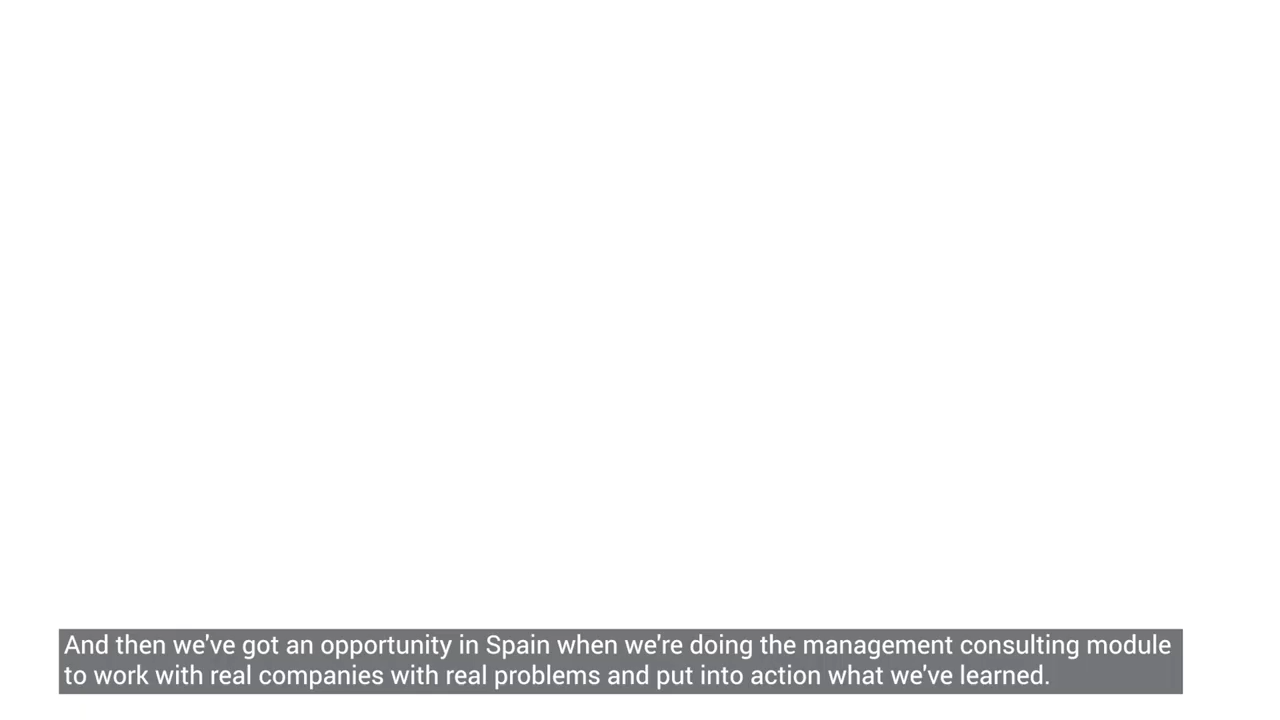 And then we've got an opportunity in Spain when we're doing the management consulting module
to work with real companies with real problems and put into action what we've learned.